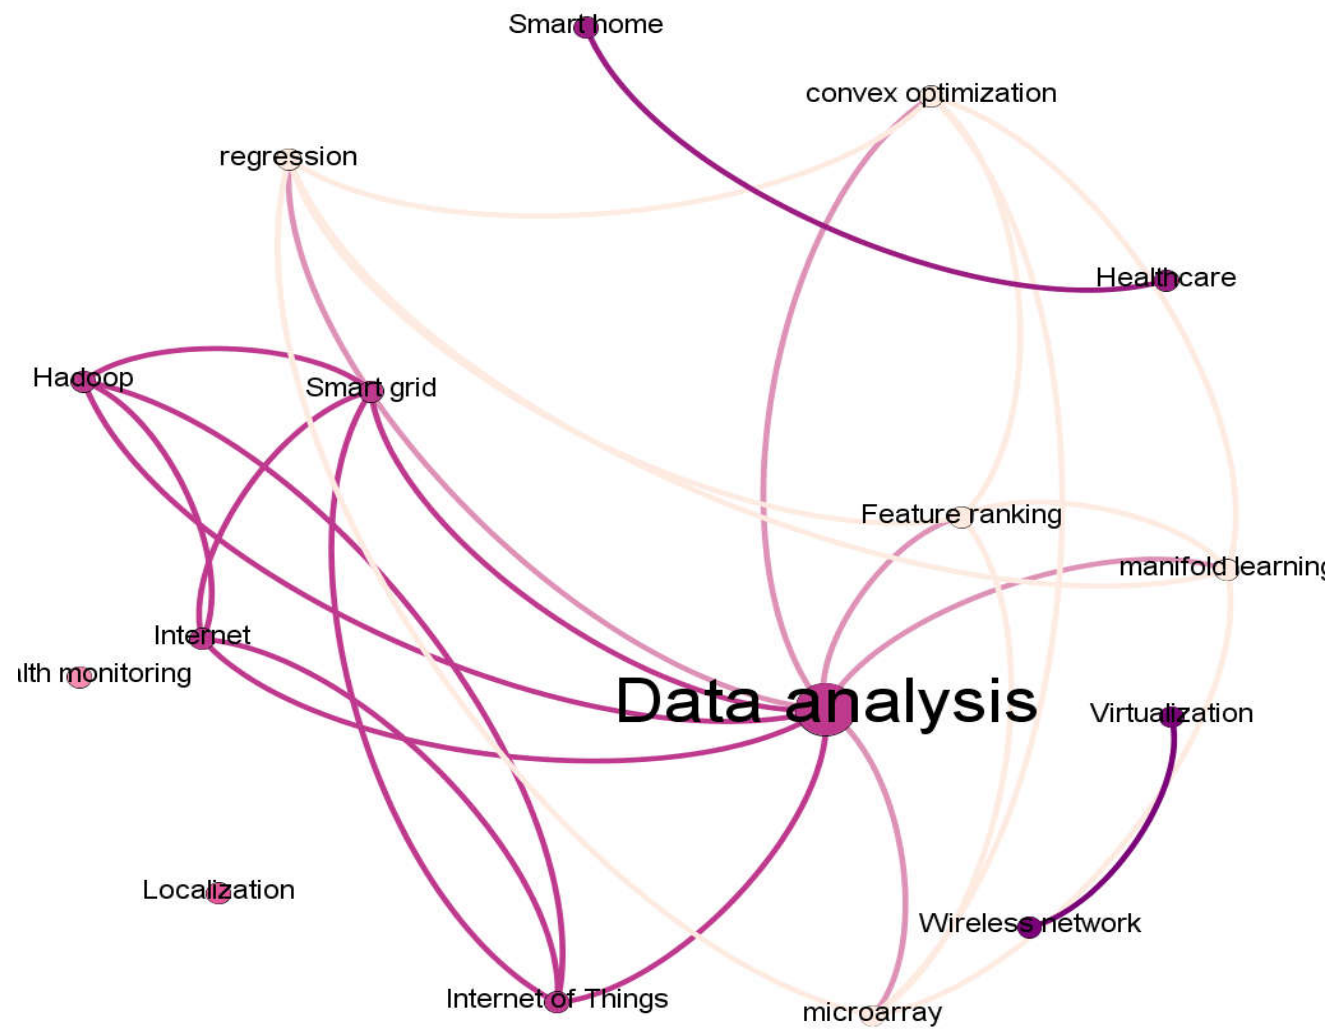 Smart home
convex optimization
regression
Healthcare
Hadoop
Smart grid
Feature ranking
manifold learning
Internet
lth monitoring
Data analysis
Virtualization
Localization
Wireless network
Internet of Things
microarray